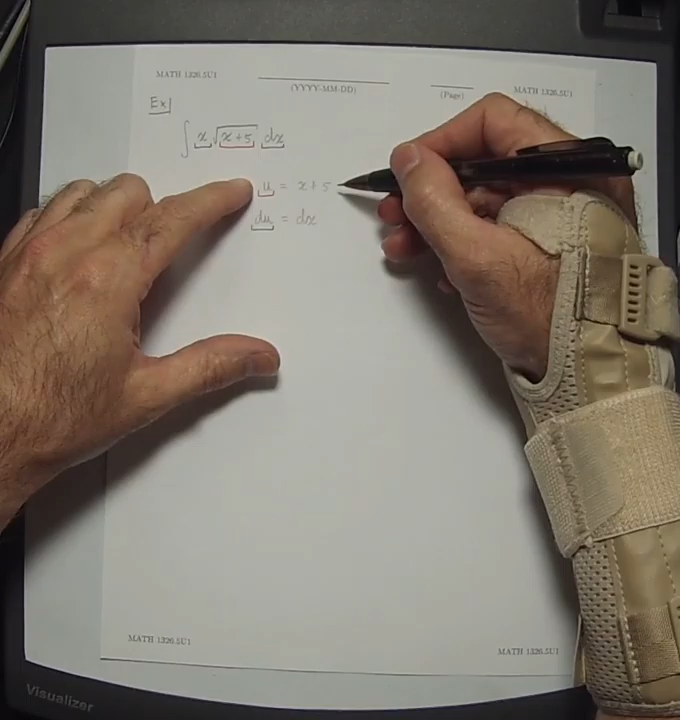 MATH 1326.5U1
(YYYY-MM-DD)
(Page)
MATH 1326.5U1
Ex
∫ x √(x+5) dx
u = x+5
du = dx
MATH 1326.5U1
MATH 1326.5U1
Visualizer